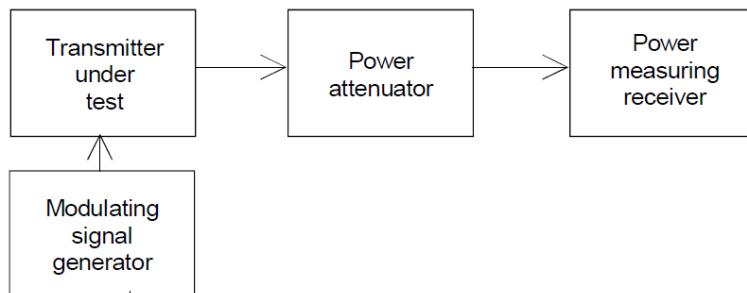 Transmitter
under
test
Power
attenuator
Power
measuring
receiver
Modulating
signal
generator